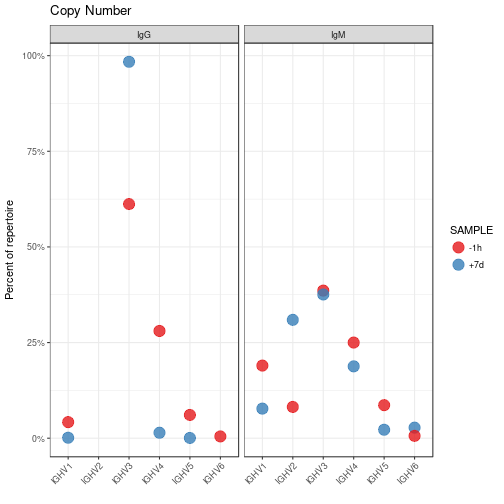 Copy Number
IgG
IgM
Percent of repertoire
100%
75%
50%
25%
0%
IGHV1
IGHV2
IGHV3
IGHV4
IGHV5
IGHV6
IGHV1
IGHV2
IGHV3
IGHV4
IGHV5
IGHV6
SAMPLE
-1h
+7d